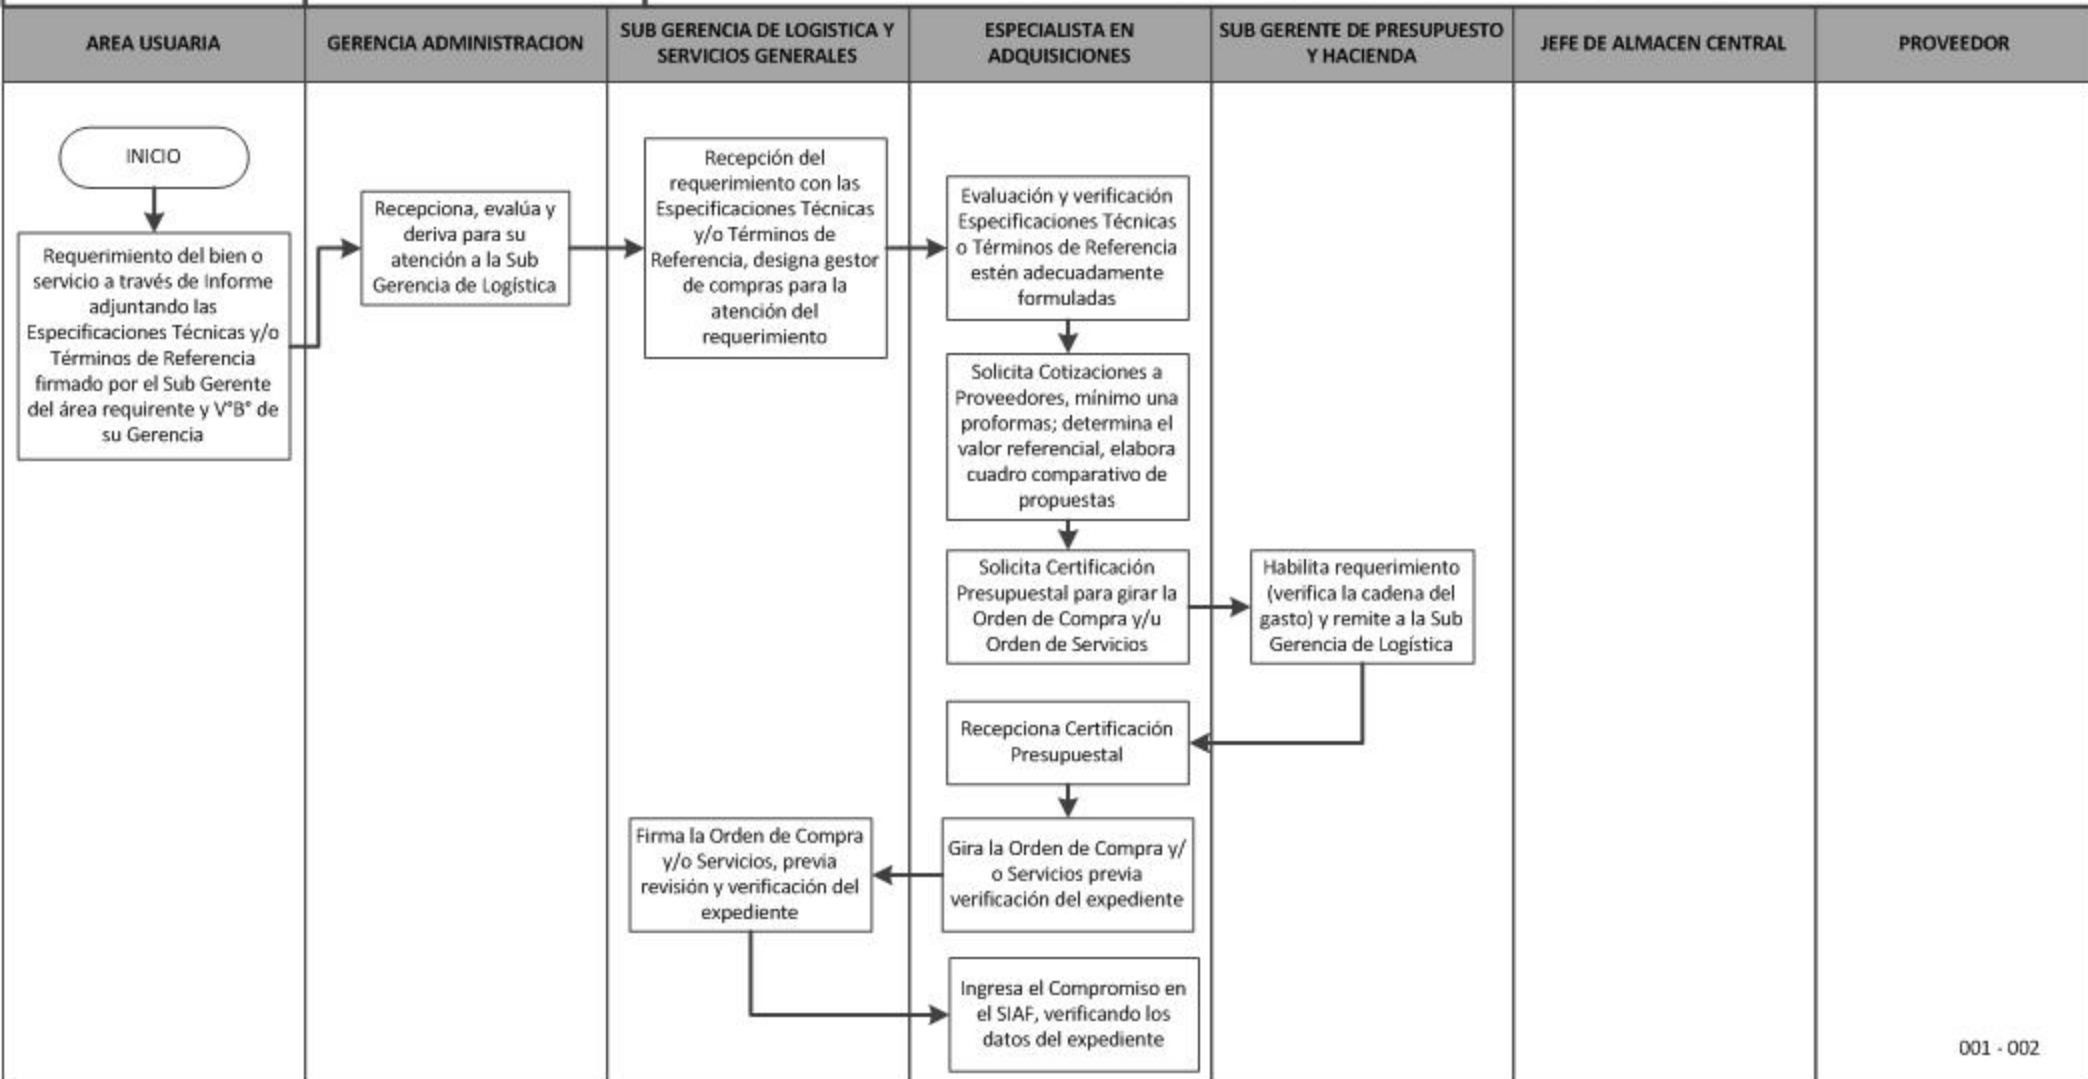 AREA USUARIA
GERENCIA ADMINISTRACION
SUB GERENCIA DE LOGISTICA Y
SERVICIOS GENERALES
ESPECIALISTA EN
ADQUISICIONES
SUB GERENTE DE PRESUPUESTO
Y HACIENDA
JEFE DE ALMACEN CENTRAL
PROVEEDOR
INICIO
Requerimiento del bien o
servicio a través de Informe
adjuntando las
Especificaciones Técnicas y/o
Términos de Referencia
firmado por el Sub Gerente
del área requirente y V°B° de
su Gerencia
Recepciona, evalúa y
deriva para su
atención a la Sub
Gerencia de Logística
Recepción del
requerimiento con las
Especificaciones Técnicas
y/o Términos de
Referencia, designa gestor
de compras para la
atención del
requerimiento
Evaluación y verificación
Especificaciones Técnicas
o Términos de Referencia
estén adecuadamente
formuladas
Solicita Cotizaciones a
Proveedores, mínimo una
proformas; determina el
valor referencial, elabora
cuadro comparativo de
propuestas
Solicita Certificación
Presupuestal para girar la
Orden de Compra y/u
Orden de Servicios
Habilita requerimiento
(verifica la cadena del
gasto) y remite a la Sub
Gerencia de Logística
Recepciona Certificación
Presupuestal
Gira la Orden de Compra y/
o Servicios previa
verificación del expediente
Firma la Orden de Compra
y/o Servicios, previa
revisión y verificación del
expediente
Ingresa el Compromiso en
el SIAF, verificando los
datos del expediente
001 - 002